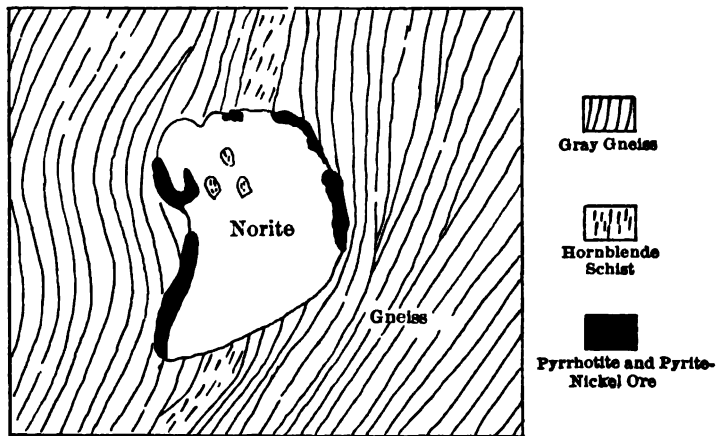 Norite
Gneiss
Gray Gneiss
Hornblende
Schist
Pyrrhotite and Pyrite-
Nickel Ore